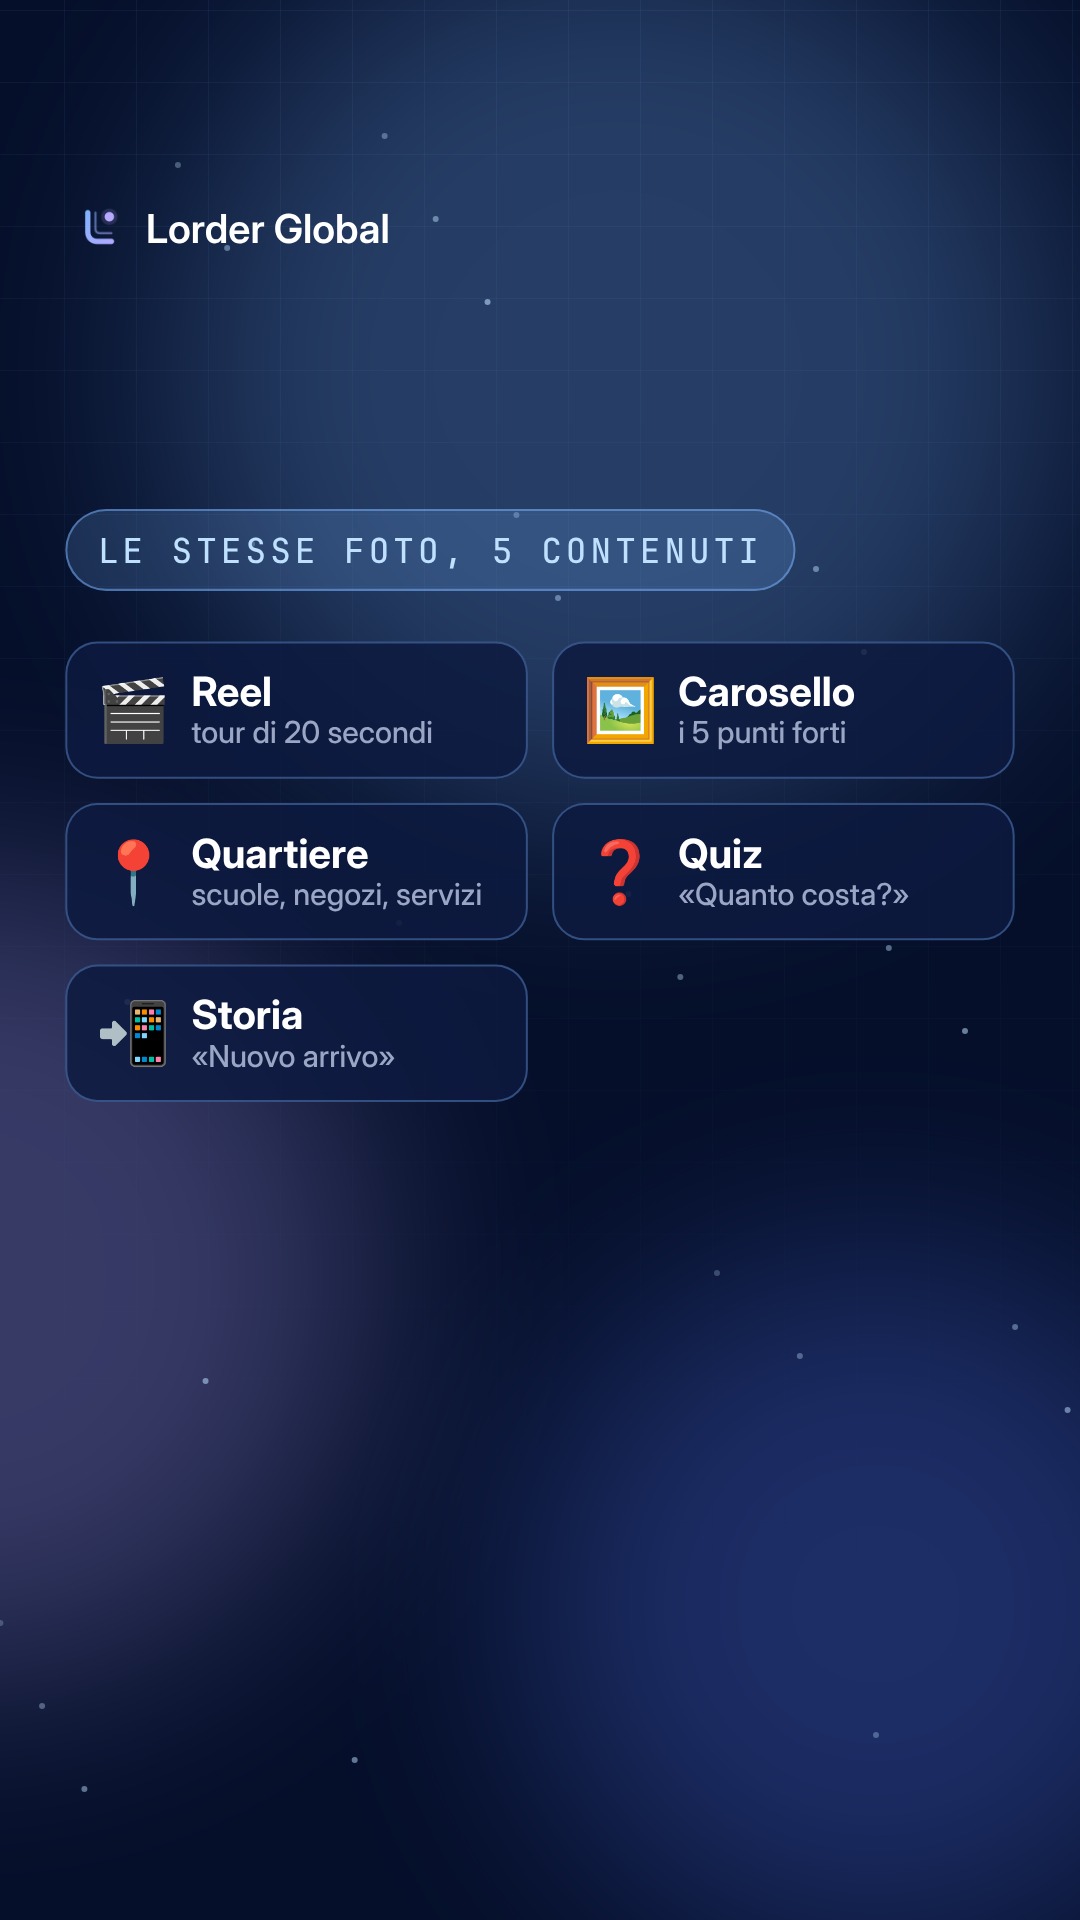 Lorder Global
LE STESSE FOTO, 5 CONTENUTI
Reel
tour di 20 secondi
Carosello
i 5 punti forti
Quartiere
scuole, negozi, servizi
Quiz
«Quanto costa?»
Storia
«Nuovo arrivo»